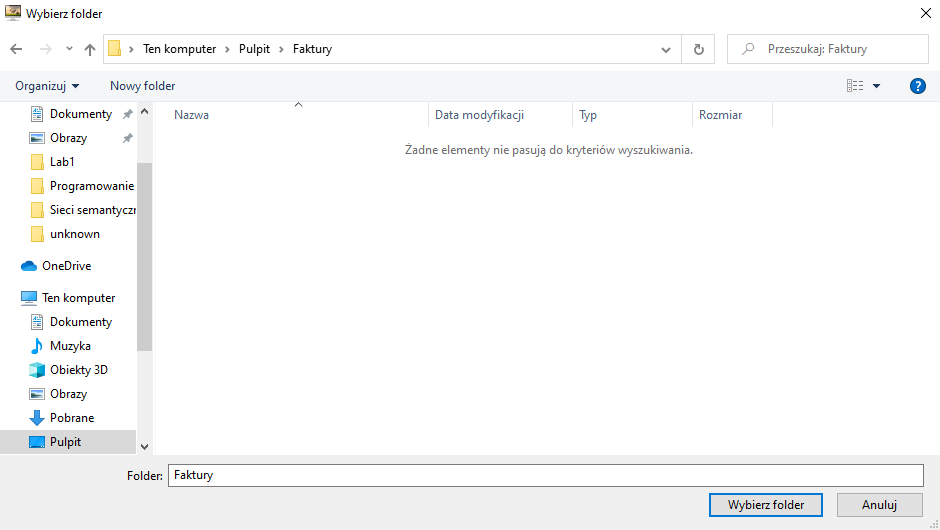 Wybierz folder
Ten komputer > Pulpit > Faktury
Przeszukaj: Faktury
Organizuj
Nowy folder
?
Nazwa
Data modyfikacji
Typ
Rozmiar
Żadne elementy nie pasują do kryteriów wyszukiwania.
Dokumenty
Obrazy
Lab1
Programowanie
Sieci semantyczn
unknown
OneDrive
Ten komputer
Dokumenty
Muzyka
Obiekty 3D
Obrazy
Pobrane
Pulpit
Folder: Faktury
Wybierz folder
Anuluj